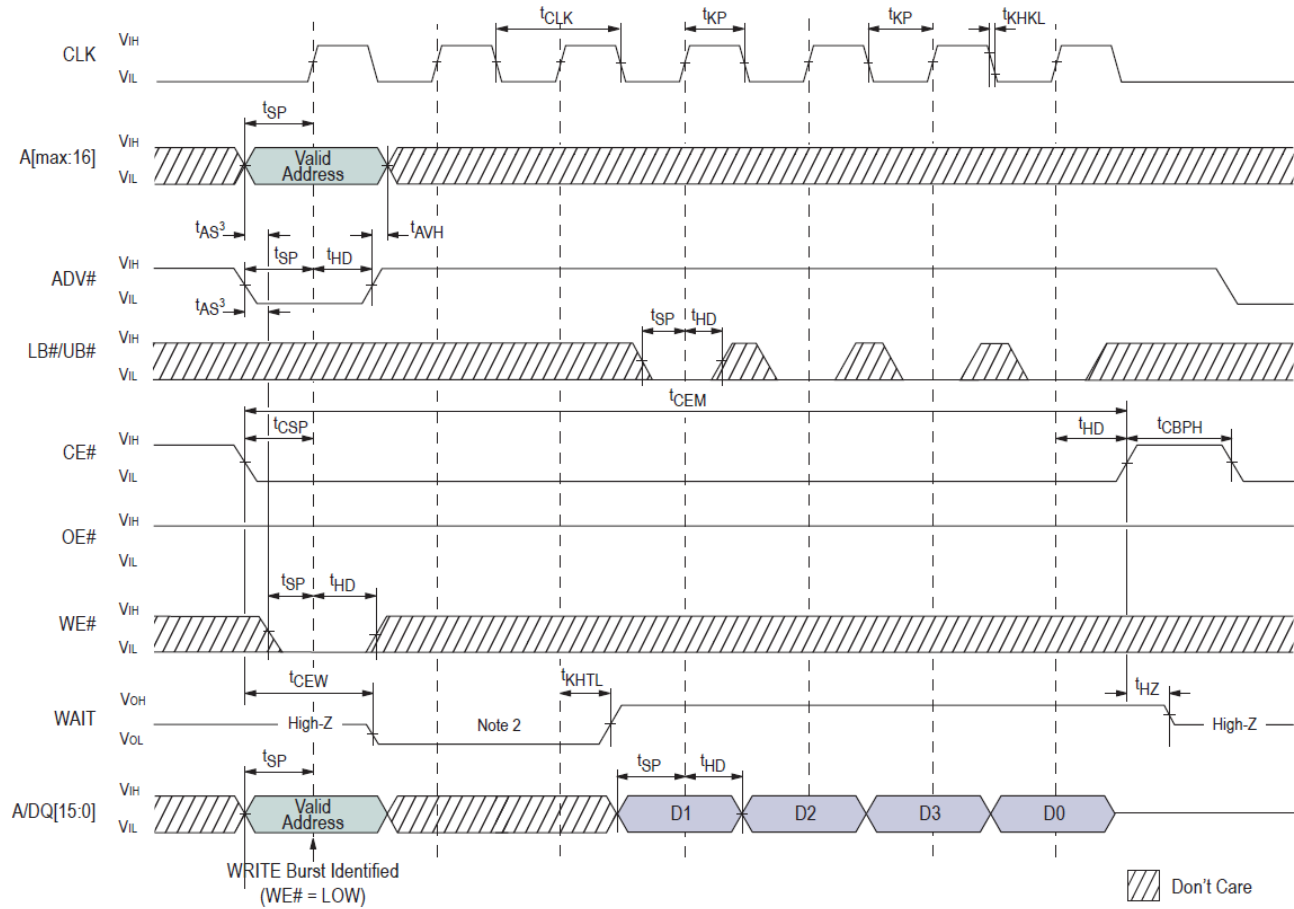 tCLK tKP tKP tKHKL
CLK VIH
VIL
tSP
A[max:16] VIH
VIL
Valid
Address
tAS3 tAVH
tSP tHD
ADV# VIH
VIL
tAS3
tSP tHD
LB#/UB# VIH
VIL
tCEM
tCSP tHD tCBPH
CE# VIH
VIL
OE# VIH
VIL
tSP tHD
WE# VIH
VIL
tCEW tKHTL tHZ
WAIT VOH
VOL
High-Z Note 2 High-Z
tSP tSP tHD
A/DQ[15:0] VIH
VIL
Valid
Address
D1 D2 D3 D0
WRITE Burst Identified
(WE# = LOW)
Don't Care